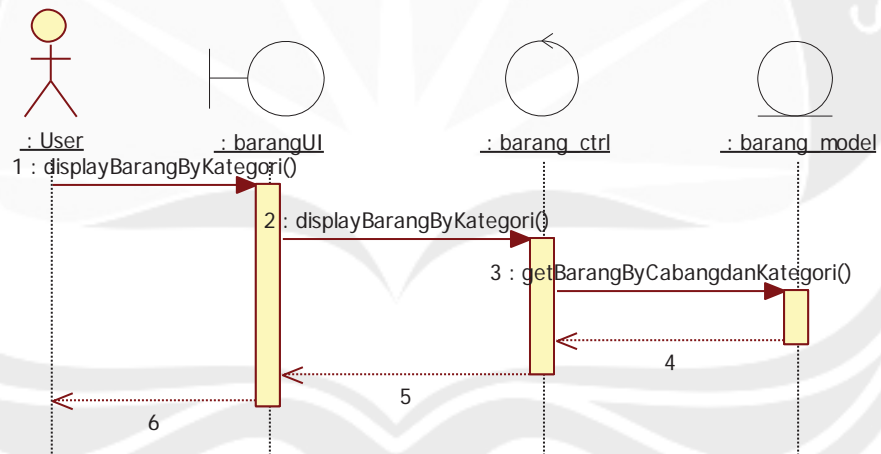 : User
: barangUI
: barang_ctrl
: barang_model
1 : displayBarangByKategori()
2 : displayBarangByKategori()
3 : getBarangByCabangdanKategori()
4
5
6